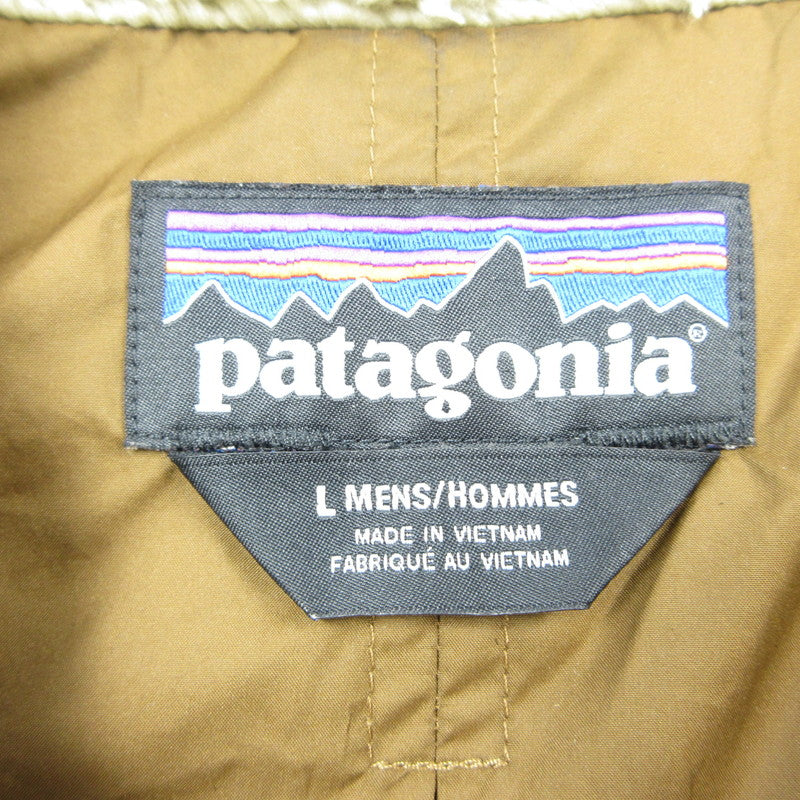 patagonia®
L MENS/HOMMES
MADE IN VIETNAM
FABRIQUÉ AU VIETNAM